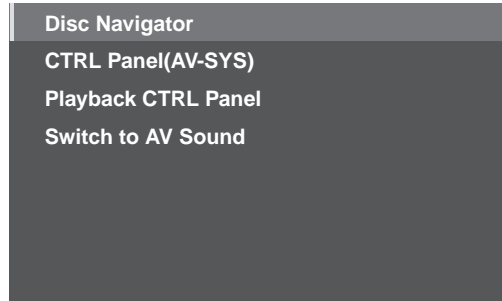 Disc Navigator
CTRL Panel(AV-SYS)
Playback CTRL Panel
Switch to AV Sound